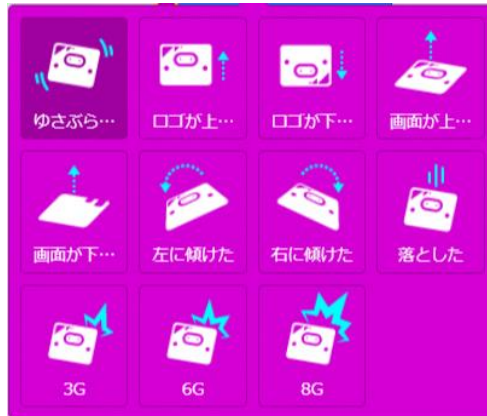 ゆさぶら…
ロゴが上…
ロゴが下…
画面が上…
画面が下…
左に傾けた
右に傾けた
落とした
3G
6G
8G